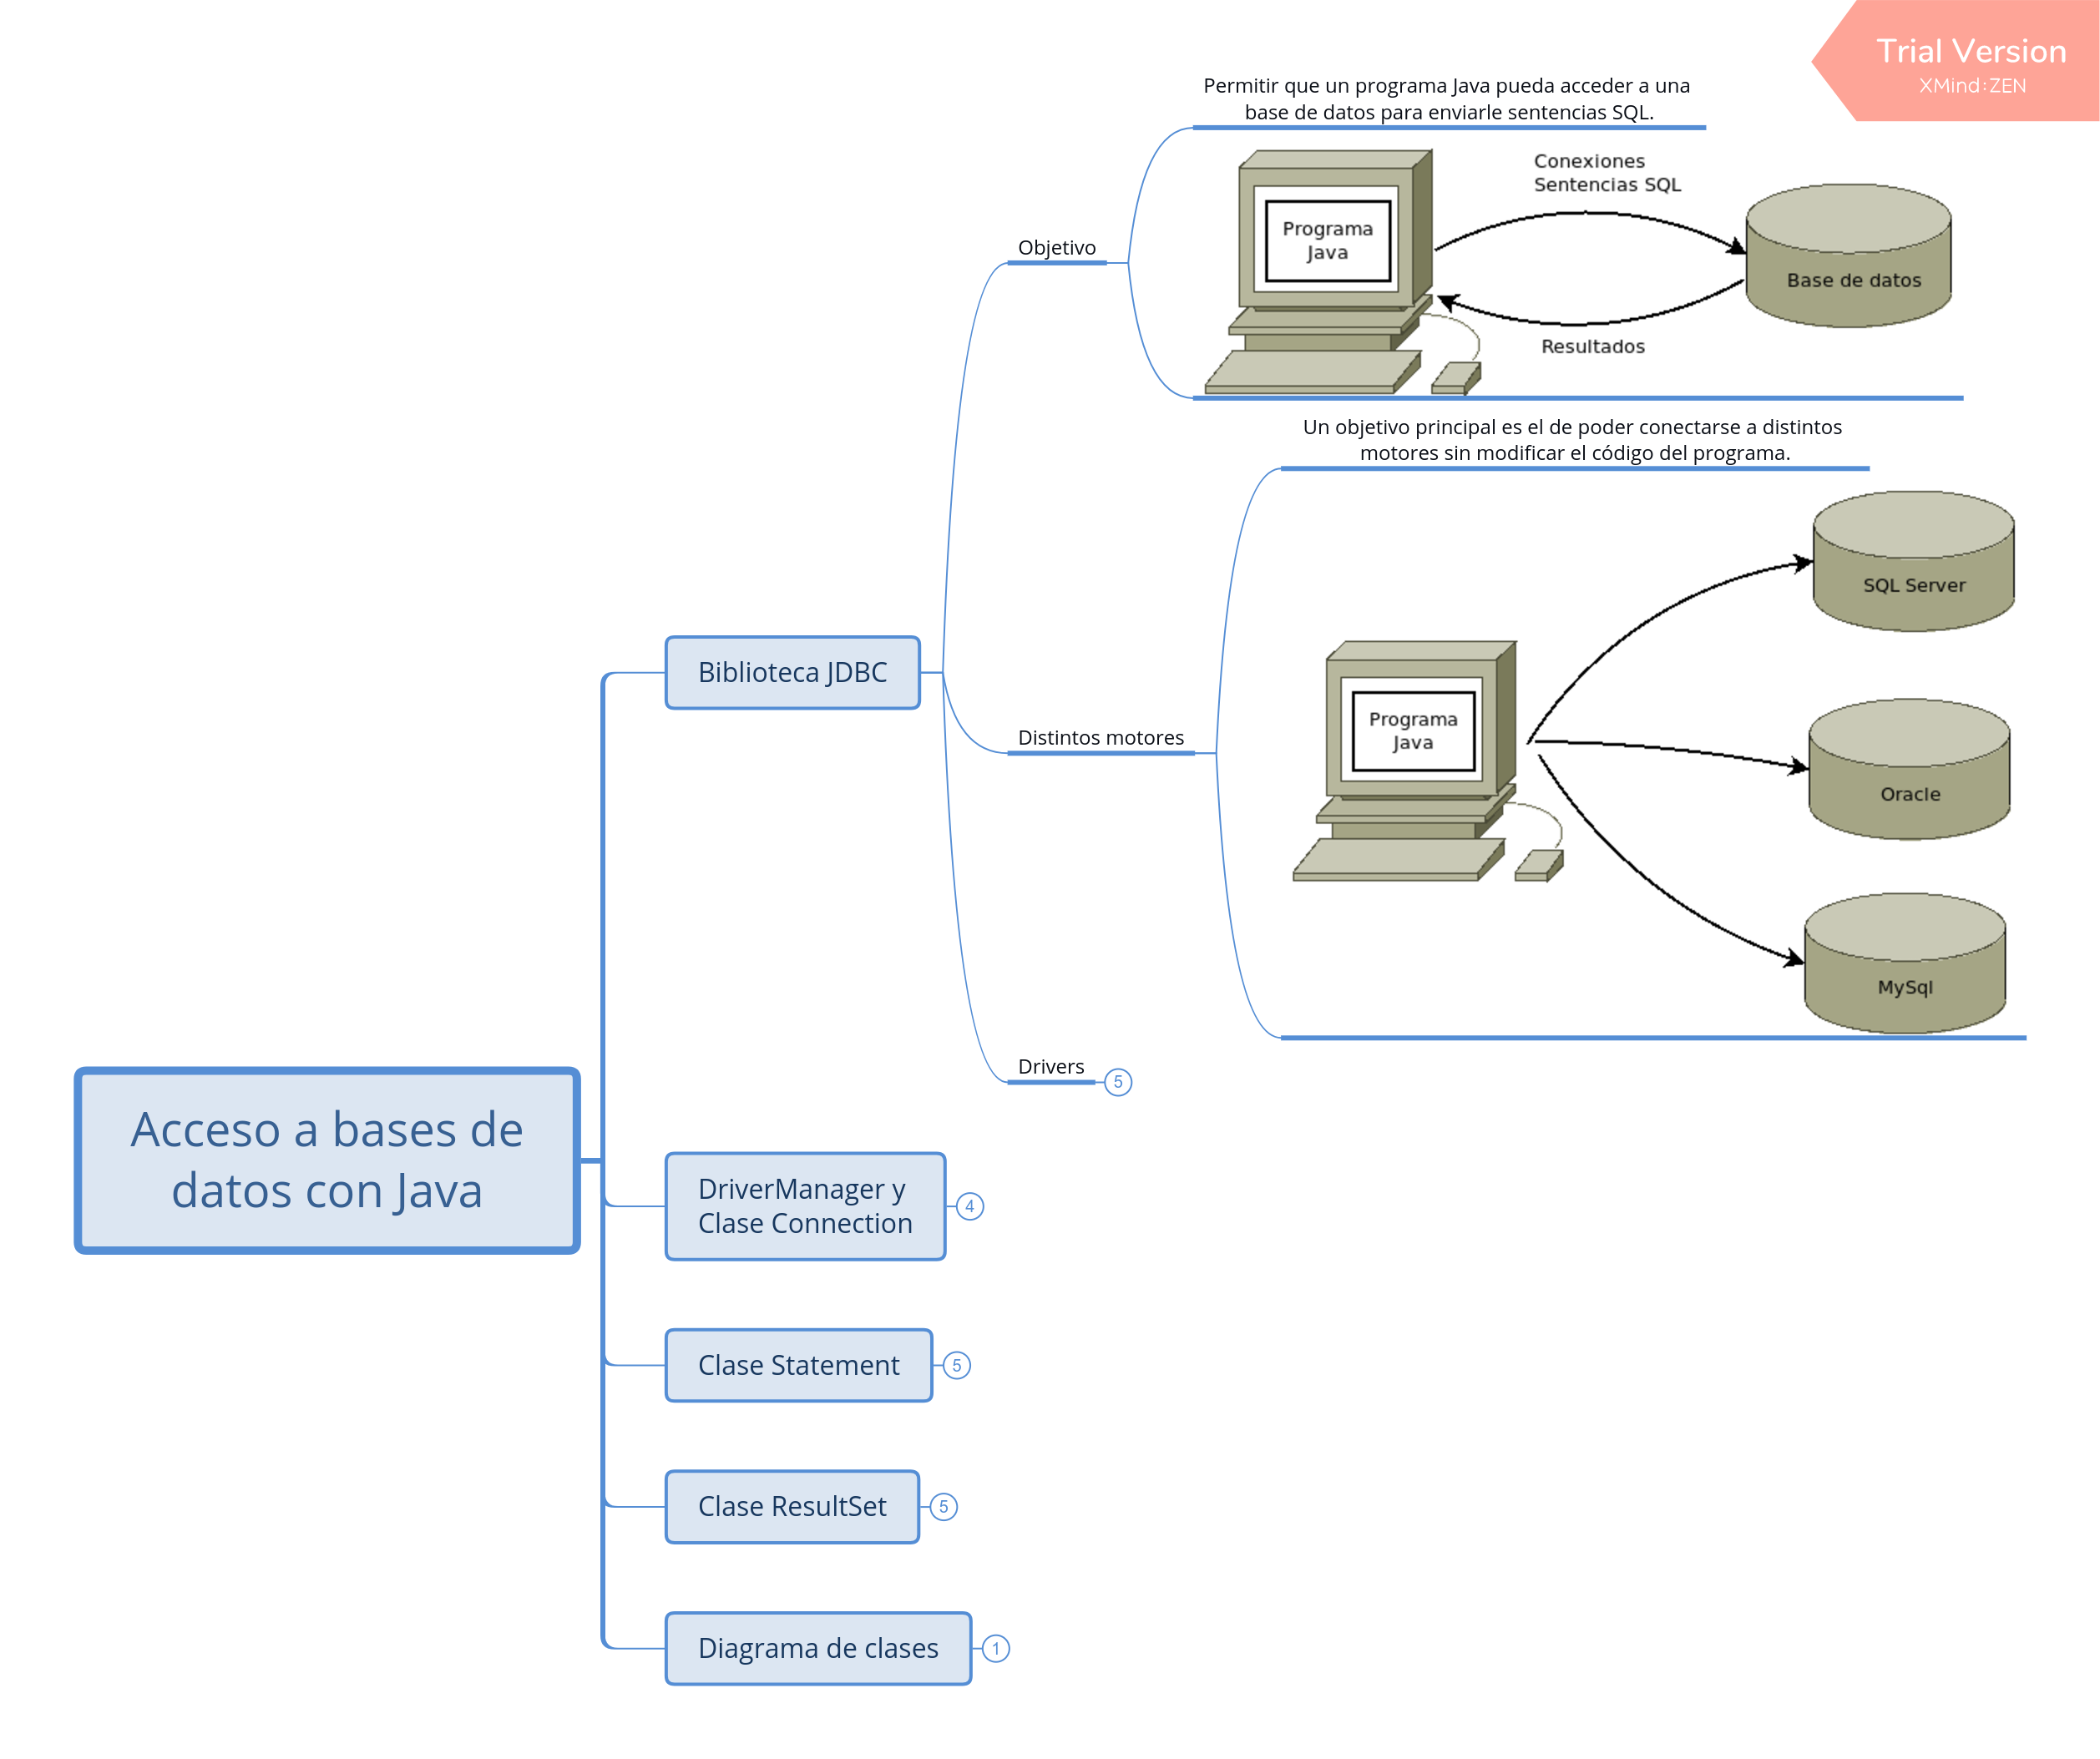 Trial Version
XMind:ZEN
Permitir que un programa Java pueda acceder a una
base de datos para enviarle sentencias SQL.
Conexiones
Sentencias SQL
Programa
Java
Base de datos
Resultados
Objetivo
Un objetivo principal es el de poder conectarse a distintos
motores sin modificar el código del programa.
SQL Server
Programa
Java
Oracle
MySql
Distintos motores
Biblioteca JDBC
Drivers
5
Acceso a bases de
datos con Java
DriverManager y
Clase Connection
4
Clase Statement
5
Clase ResultSet
5
Diagrama de clases
1